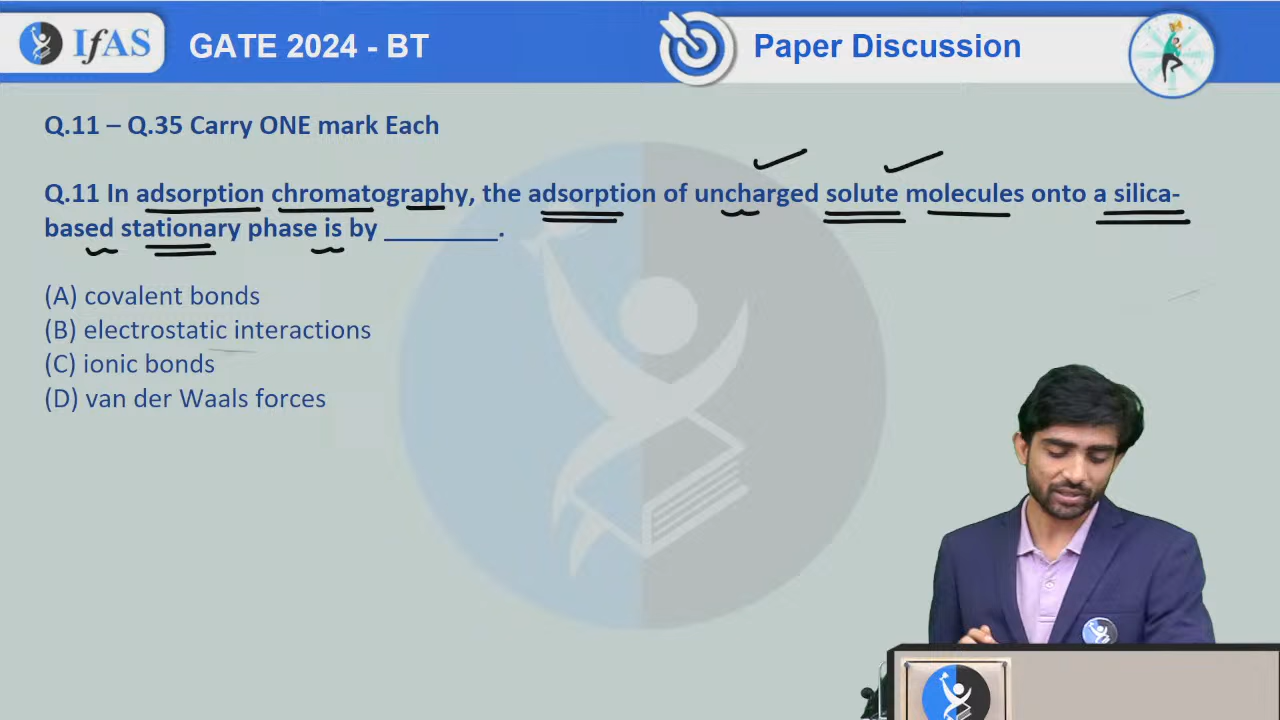 IfAS GATE 2024 - BT Paper Discussion
Q.11 – Q.35 Carry ONE mark Each
Q.11 In adsorption chromatography, the adsorption of uncharged solute molecules onto a silica-
based stationary phase is by ________.
(A) covalent bonds
(B) electrostatic interactions
(C) ionic bonds
(D) van der Waals forces